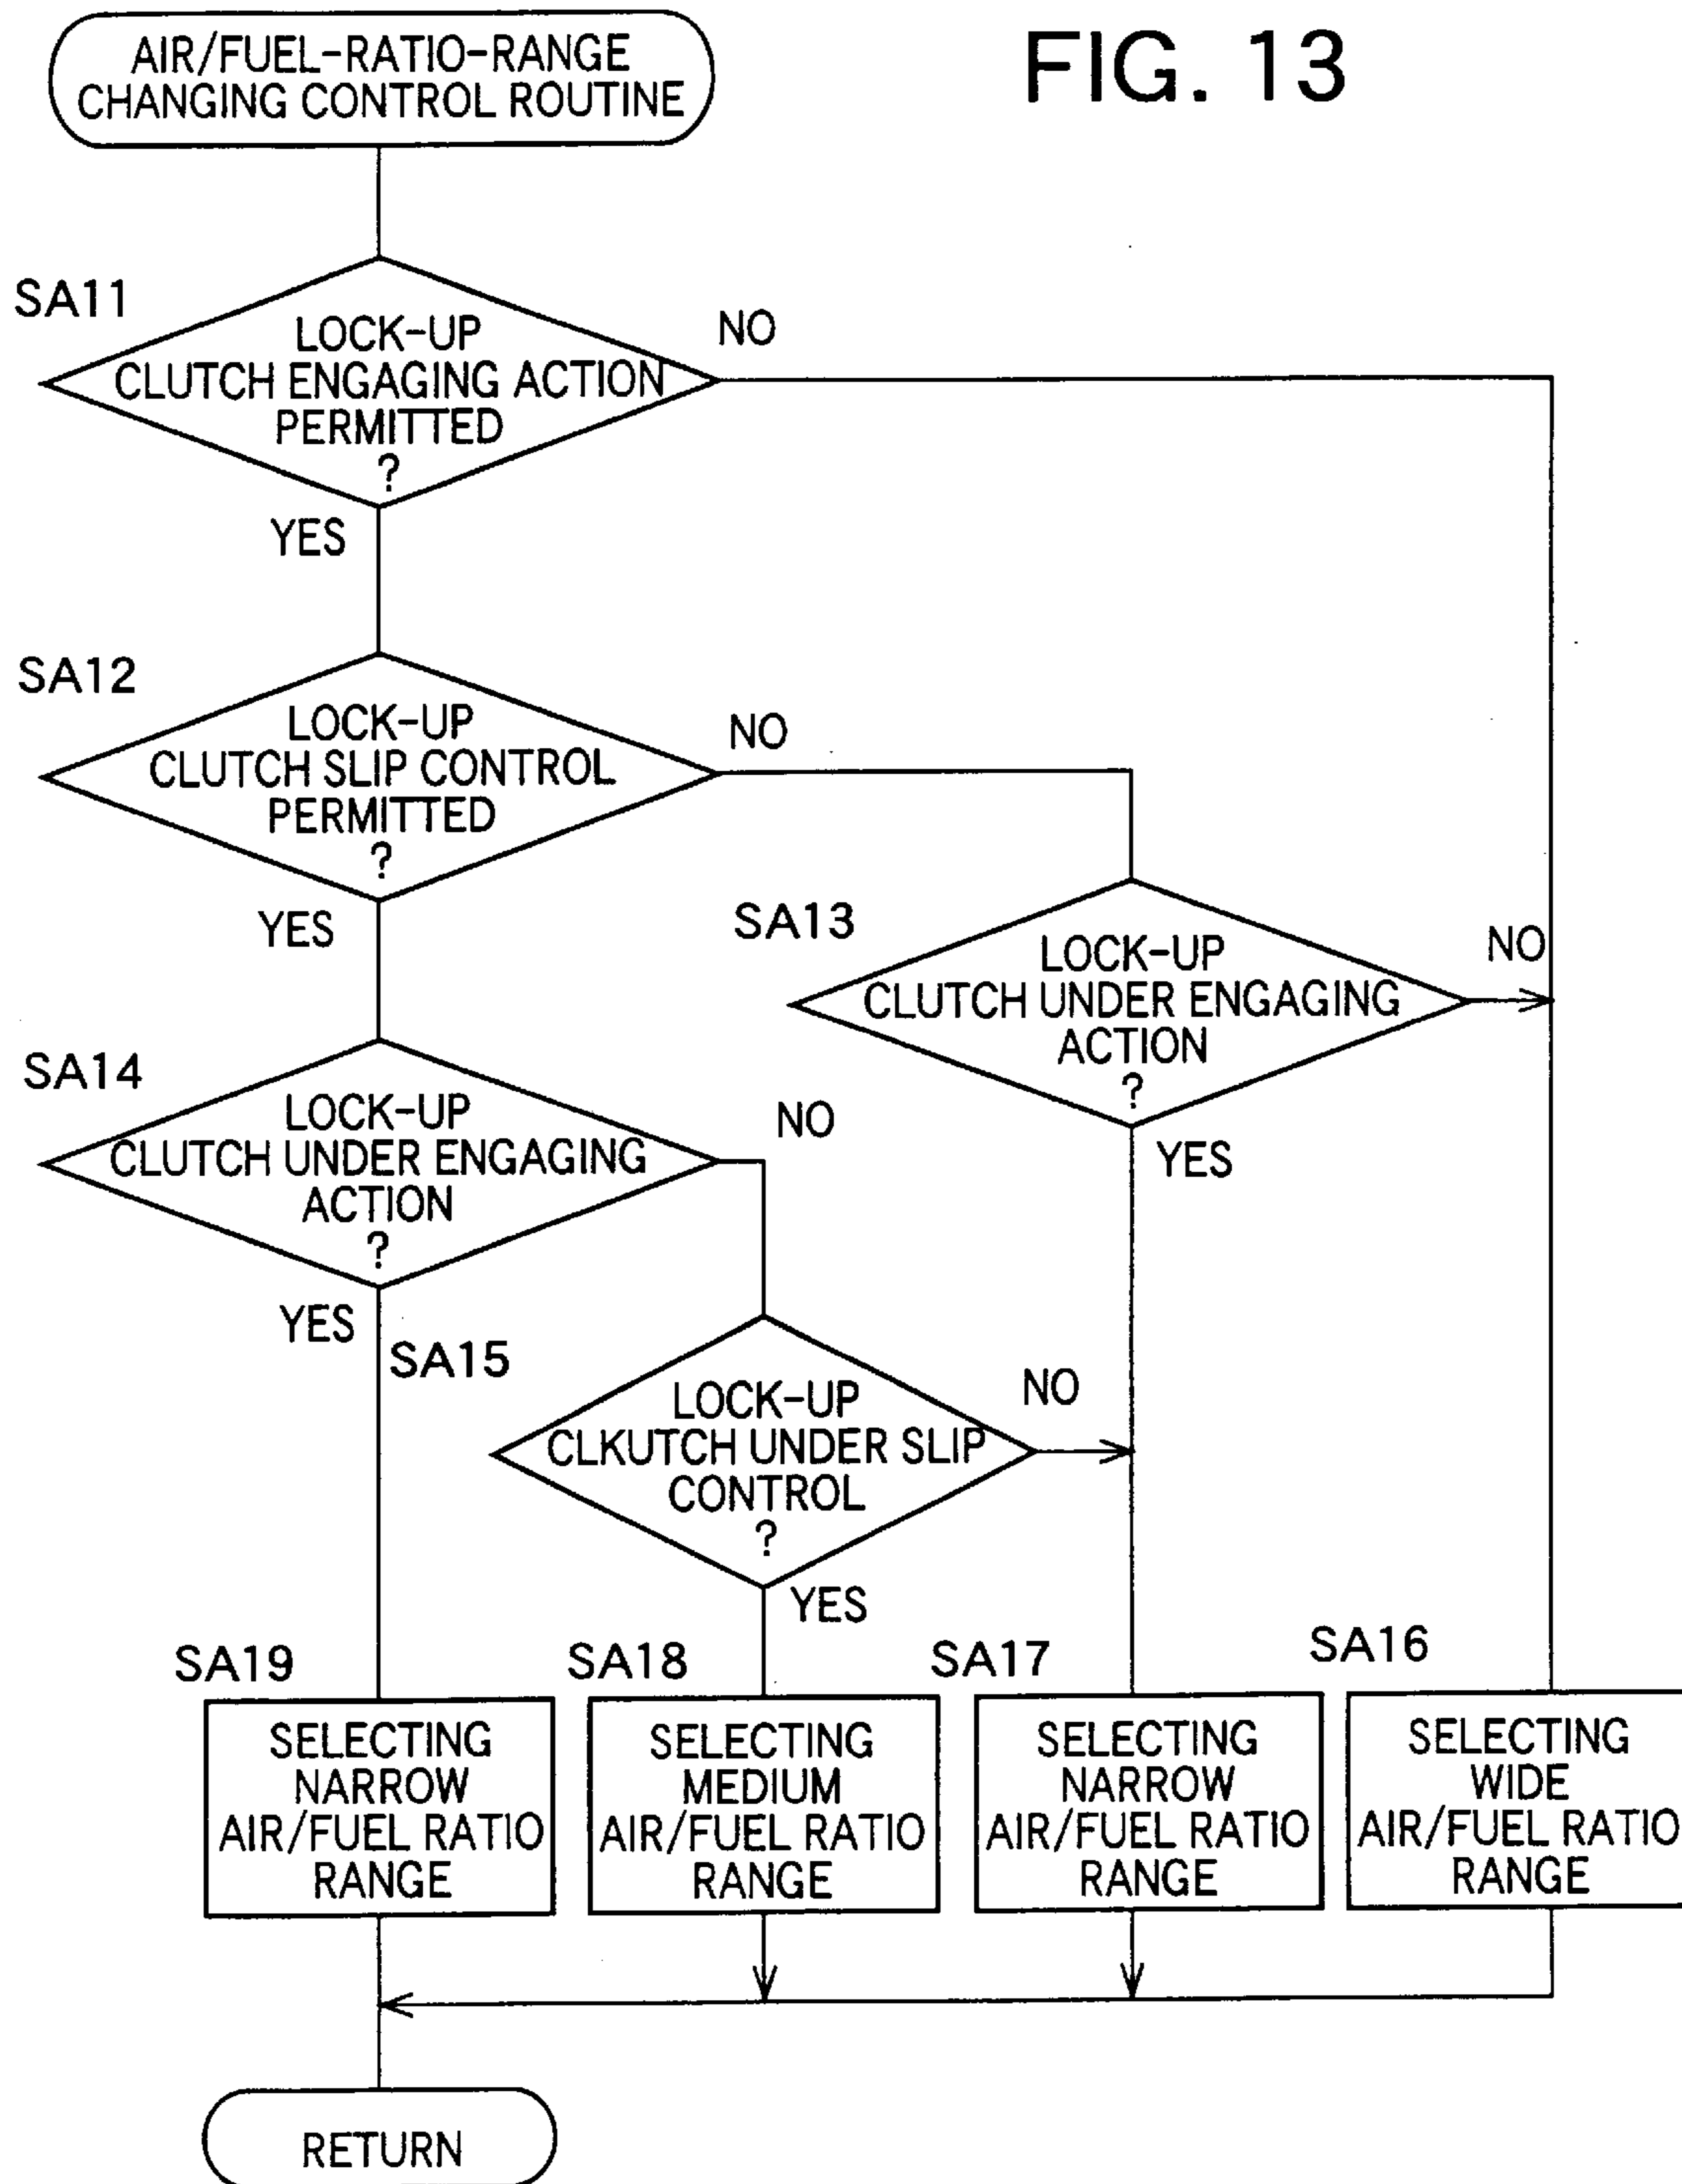 AIR/FUEL-RATIO-RANGE
CHANGING CONTROL ROUTINE
FIG. 13
SA11
LOCK-UP
CLUTCH ENGAGING ACTION
PERMITTED
?
NO
YES
SA12
LOCK-UP
CLUTCH SLIP CONTROL
PERMITTED
?
NO
YES
SA13
LOCK-UP
CLUTCH UNDER ENGAGING
ACTION
?
NO
YES
SA14
LOCK-UP
CLUTCH UNDER ENGAGING
ACTION
?
NO
YES
SA15
LOCK-UP
CLKUTCH UNDER SLIP
CONTROL
?
NO
YES
SA19
SELECTING
NARROW
AIR/FUEL RATIO
RANGE
SA18
SELECTING
MEDIUM
AIR/FUEL RATIO
RANGE
SA17
SELECTING
NARROW
AIR/FUEL RATIO
RANGE
SA16
SELECTING
WIDE
AIR/FUEL RATIO
RANGE
RETURN